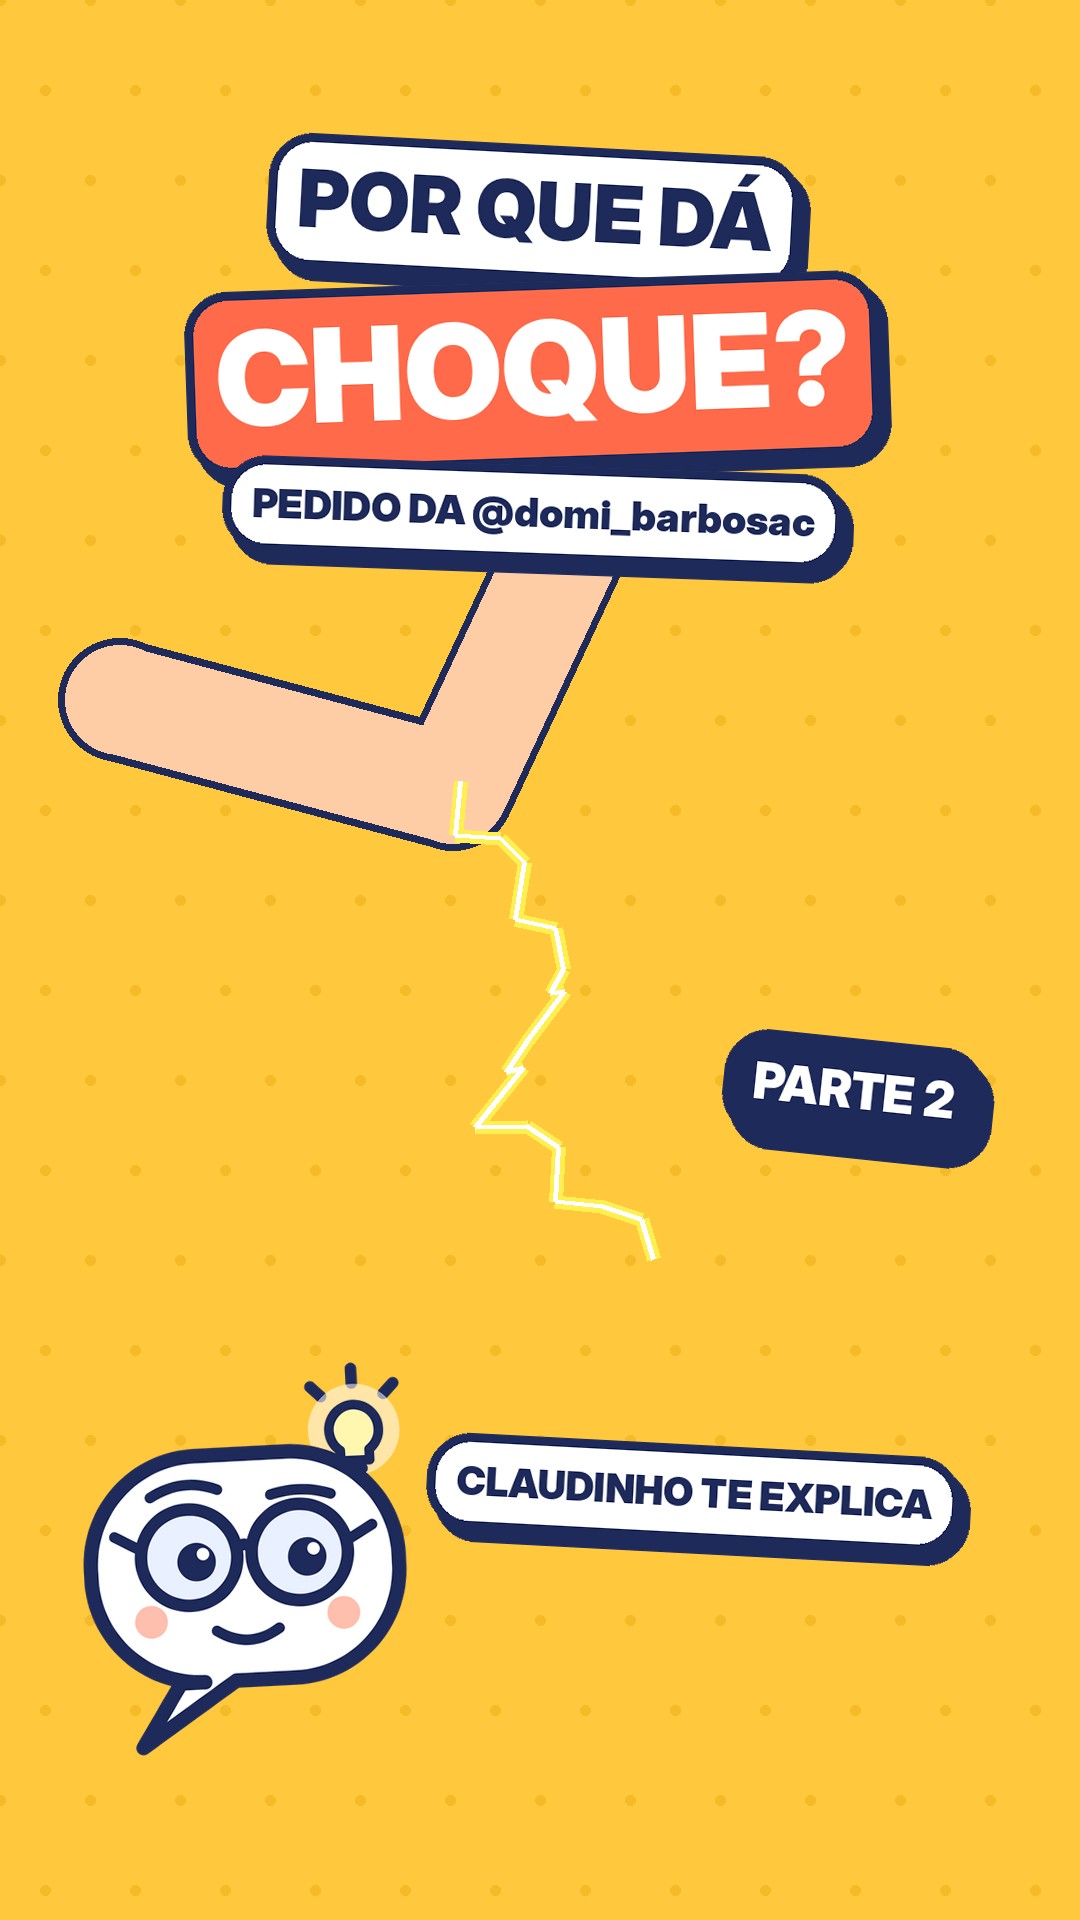 POR QUE DÁ
CHOQUE?
PEDIDO DA @domi_barbosac
PARTE 2
CLAUDINHO TE EXPLICA